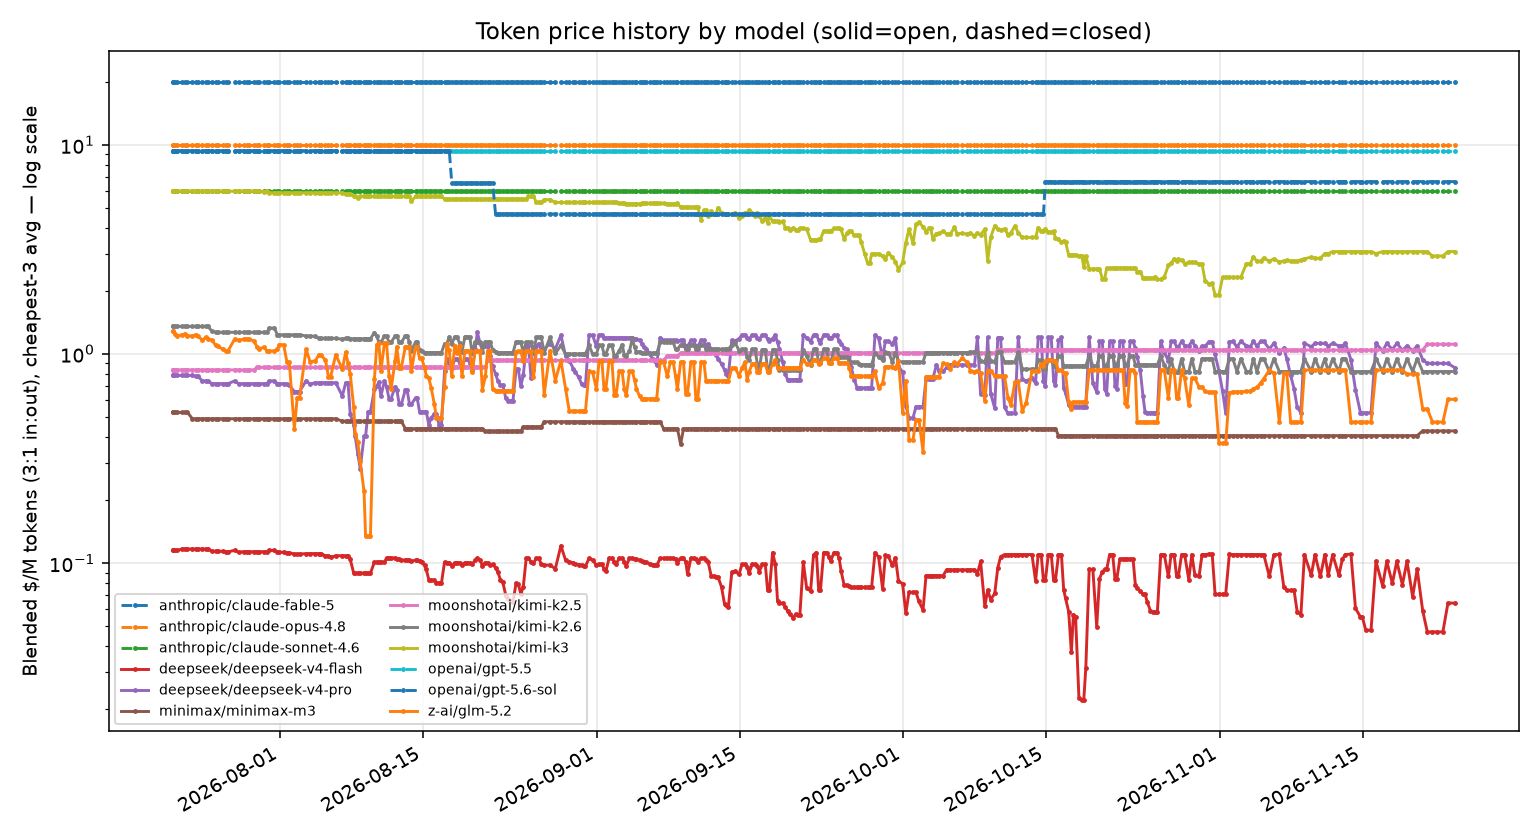 Token price history by model (solid=open, dashed=closed)
Blended $/M tokens (3:1 in:out), cheapest-3 avg — log scale
10¹
10⁰
10⁻¹
anthropic/claude-fable-5
anthropic/claude-opus-4.8
anthropic/claude-sonnet-4.6
deepseek/deepseek-v4-flash
deepseek/deepseek-v4-pro
minimax/minimax-m3
moonshotai/kimi-k2.5
moonshotai/kimi-k2.6
moonshotai/kimi-k3
openai/gpt-5.5
openai/gpt-5.6-sol
z-ai/glm-5.2
2026-08-01
2026-08-15
2026-09-01
2026-09-15
2026-10-01
2026-10-15
2026-11-01
2026-11-15